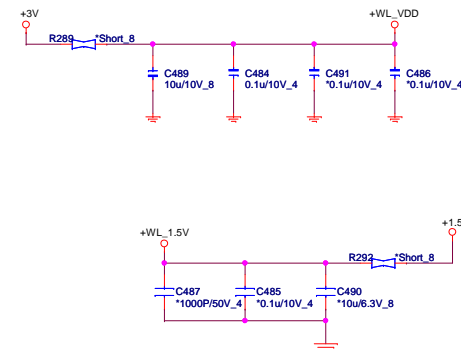 +3V
+WL_VDD
R289
*Short_8
C489
10u/10V_8
C484
0.1u/10V_4
C491
*0.1u/10V_4
C486
*0.1u/10V_4
+WL_1.5V
+1.5
R292
*Short_8
C487
*1000P/50V_4
C485
*0.1u/10V_4
C490
*10u/6.3V_8